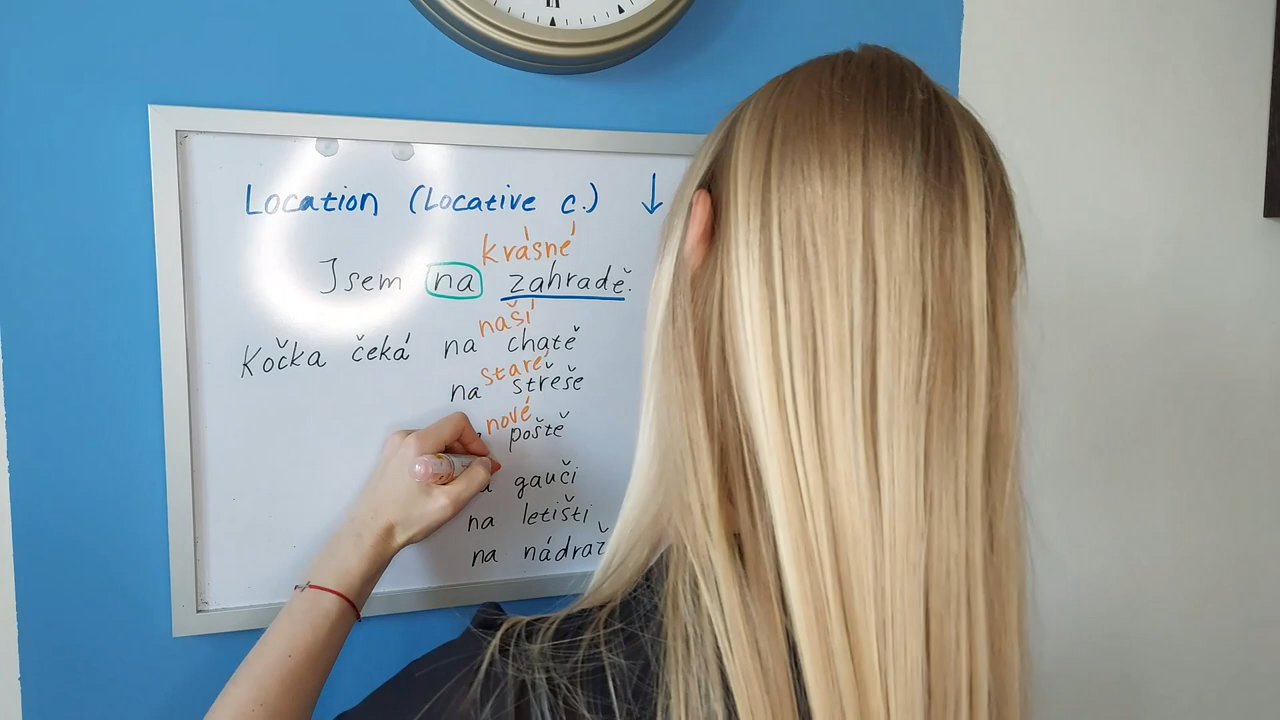 Location (Locative c.) ↓
krásné
Jsem na zahradě.
naší
Kočka čeká na chatě
staré
na střeše
nové
poště
gauči
na letišti
na